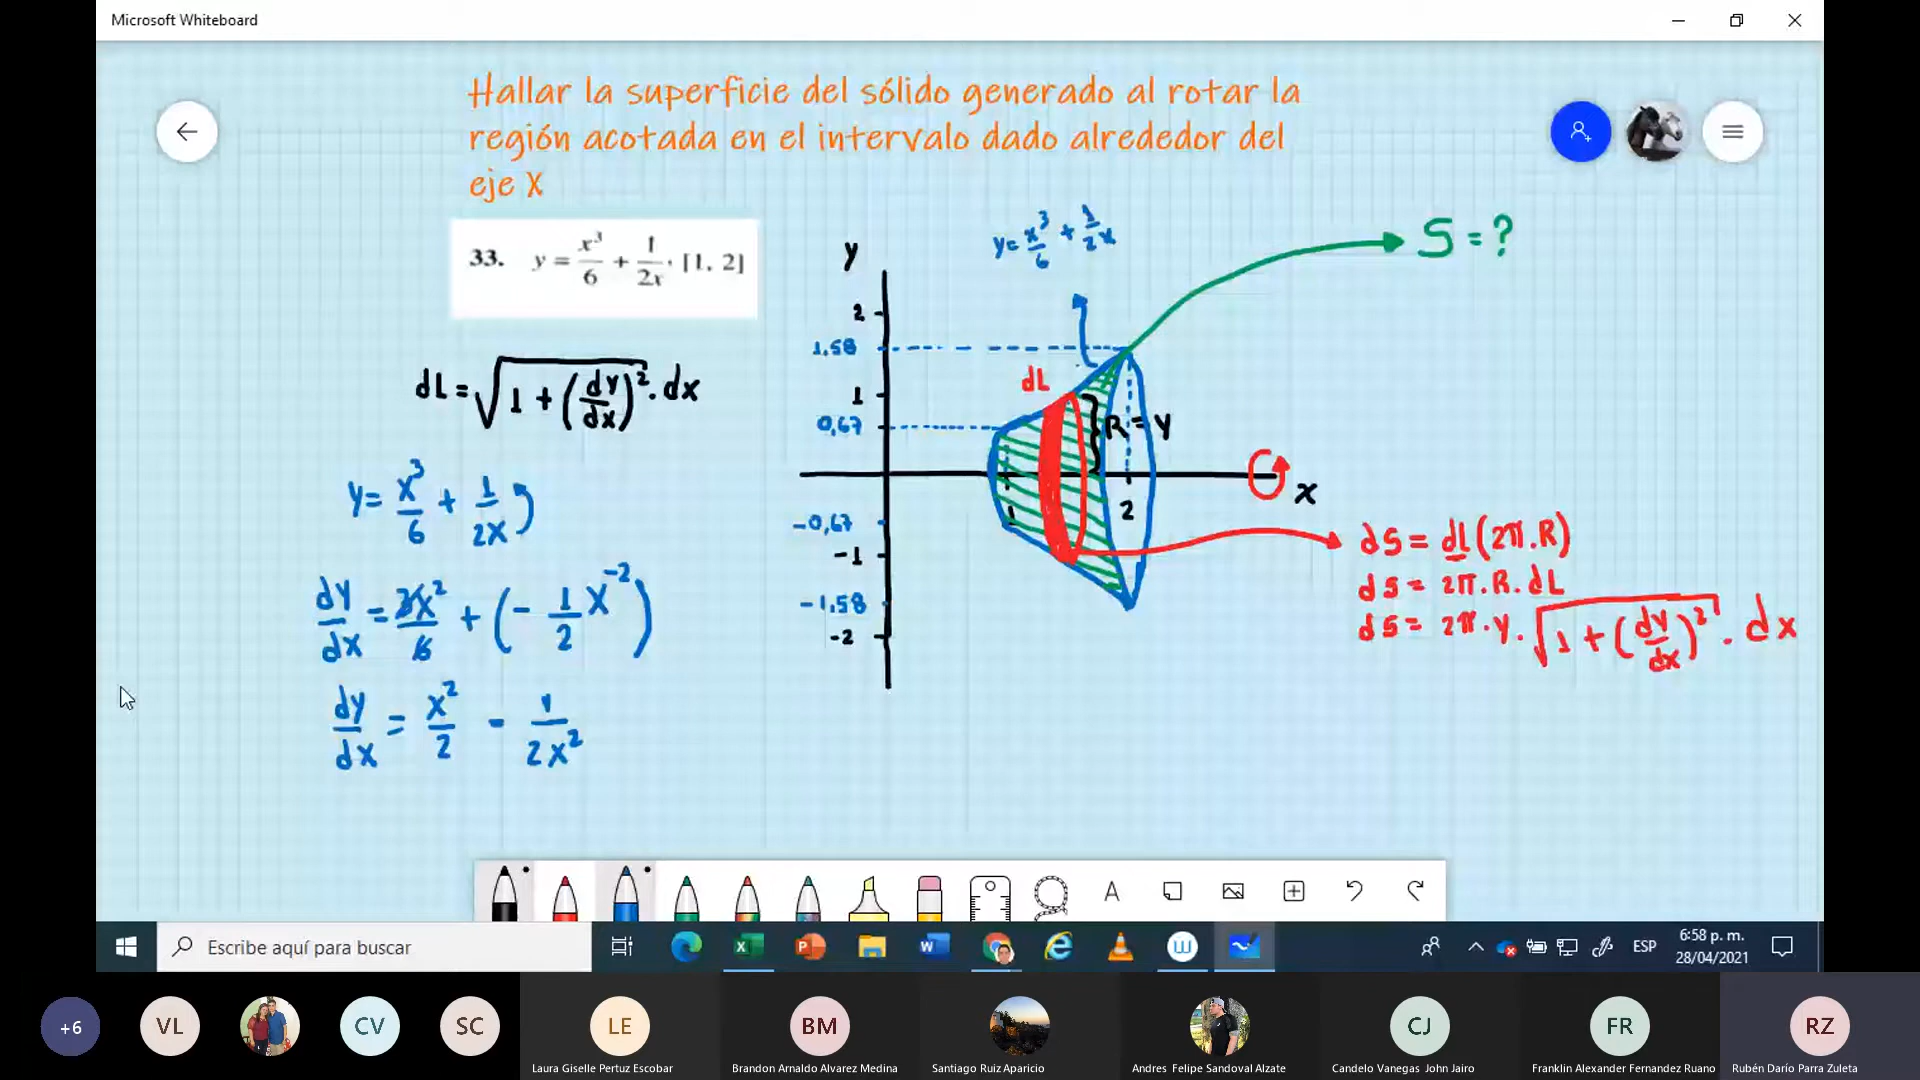 Microsoft Whiteboard
Hallar la superficie del sólido generado al rotar la
región acotada en el intervalo dado alrededor del
eje X
33. y = x³/6 + 1/2x, [1, 2]
dL = √(1 + (dy/dx)²) . dx
y = x³/6 + 1/2x
dy/dx = 3x²/6 + (- 1/2 x⁻²)
dy/dx = x²/2 - 1/2x²
y = x³/6 + 1/2x
S = ?
y
2
1,58
1
0,67
-0,67
-1
-1,58
-2
dL
R = y
1
2
x
dS = dL (2π . R)
dS = 2π . R . dL
dS = 2π . y . √(1 + (dy/dx)²) . dx
A
Escribe aquí para buscar
ESP
6:58 p. m.
28/04/2021
+6
VL
CV
SC
LE
BM
CJ
FR
RZ
Laura Giselle Pertuz Escobar
Brandon Arnaldo Alvarez Medina
Santiago Ruiz Aparicio
Andres Felipe Sandoval Alzate
Candelo Vanegas John Jairo
Franklin Alexander Fernandez Ruano
Rubén Darío Parra Zuleta